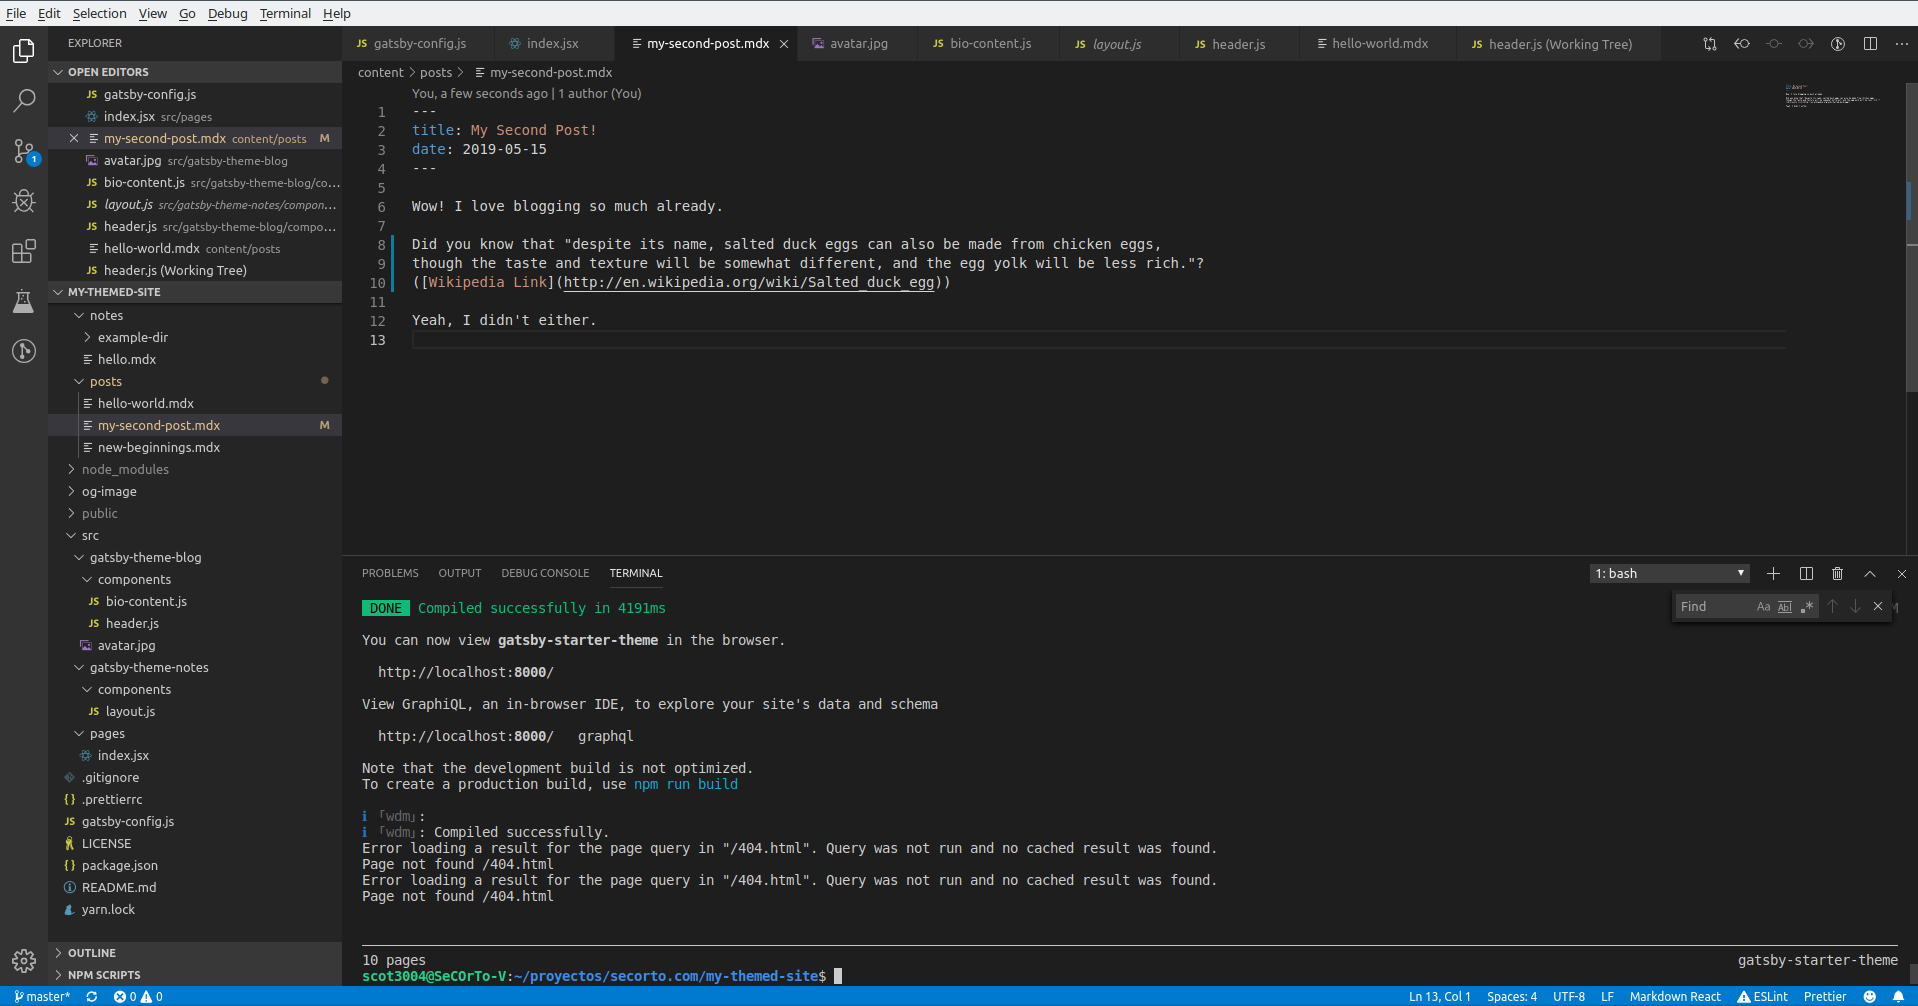 File Edit Selection View Go Debug Terminal Help
EXPLORER
OPEN EDITORS
JS gatsby-config.js
index.jsx src/pages
my-second-post.mdx content/posts M
avatar.jpg src/gatsby-theme-blog
JS bio-content.js src/gatsby-theme-blog/co...
JS layout.js src/gatsby-theme-notes/compon...
JS header.js src/gatsby-theme-blog/compo...
hello-world.mdx content/posts
JS header.js (Working Tree)
1
MY-THEMED-SITE
notes
example-dir
hello.mdx
posts
hello-world.mdx
my-second-post.mdx M
new-beginnings.mdx
node_modules
og-image
public
src
gatsby-theme-blog
components
JS bio-content.js
JS header.js
avatar.jpg
gatsby-theme-notes
components
JS layout.js
pages
index.jsx
.gitignore
{} .prettierrc
JS gatsby-config.js
LICENSE
{} package.json
README.md
yarn.lock
OUTLINE
NPM SCRIPTS
JS gatsby-config.js index.jsx my-second-post.mdx avatar.jpg JS bio-content.js JS layout.js JS header.js hello-world.mdx JS header.js (Working Tree)
content > posts > my-second-post.mdx
You, a few seconds ago | 1 author (You)
1 ---
2 title: My Second Post!
3 date: 2019-05-15
4 ---
5
6 Wow! I love blogging so much already.
7
8 Did you know that "despite its name, salted duck eggs can also be made from chicken eggs,
9 though the taste and texture will be somewhat different, and the egg yolk will be less rich."?
10 ([Wikipedia Link](http://en.wikipedia.org/wiki/Salted_duck_egg))
11
12 Yeah, I didn't either.
13
PROBLEMS OUTPUT DEBUG CONSOLE TERMINAL 1: bash
Find Aa Abl .*
DONE Compiled successfully in 4191ms
You can now view gatsby-starter-theme in the browser.
http://localhost:8000/
View GraphiQL, an in-browser IDE, to explore your site's data and schema
http://localhost:8000/ graphql
Note that the development build is not optimized.
To create a production build, use npm run build
ℹ ｢wdm｣:
ℹ ｢wdm｣: Compiled successfully.
Error loading a result for the page query in "/404.html". Query was not run and no cached result was found.
Page not found /404.html
Error loading a result for the page query in "/404.html". Query was not run and no cached result was found.
Page not found /404.html
10 pages gatsby-starter-theme
scot3004@SeCOrTo-V:~/proyectos/secorto.com/my-themed-site$
master* 0 0 Ln 13, Col 1 Spaces: 4 UTF-8 LF Markdown React ESLint Prettier